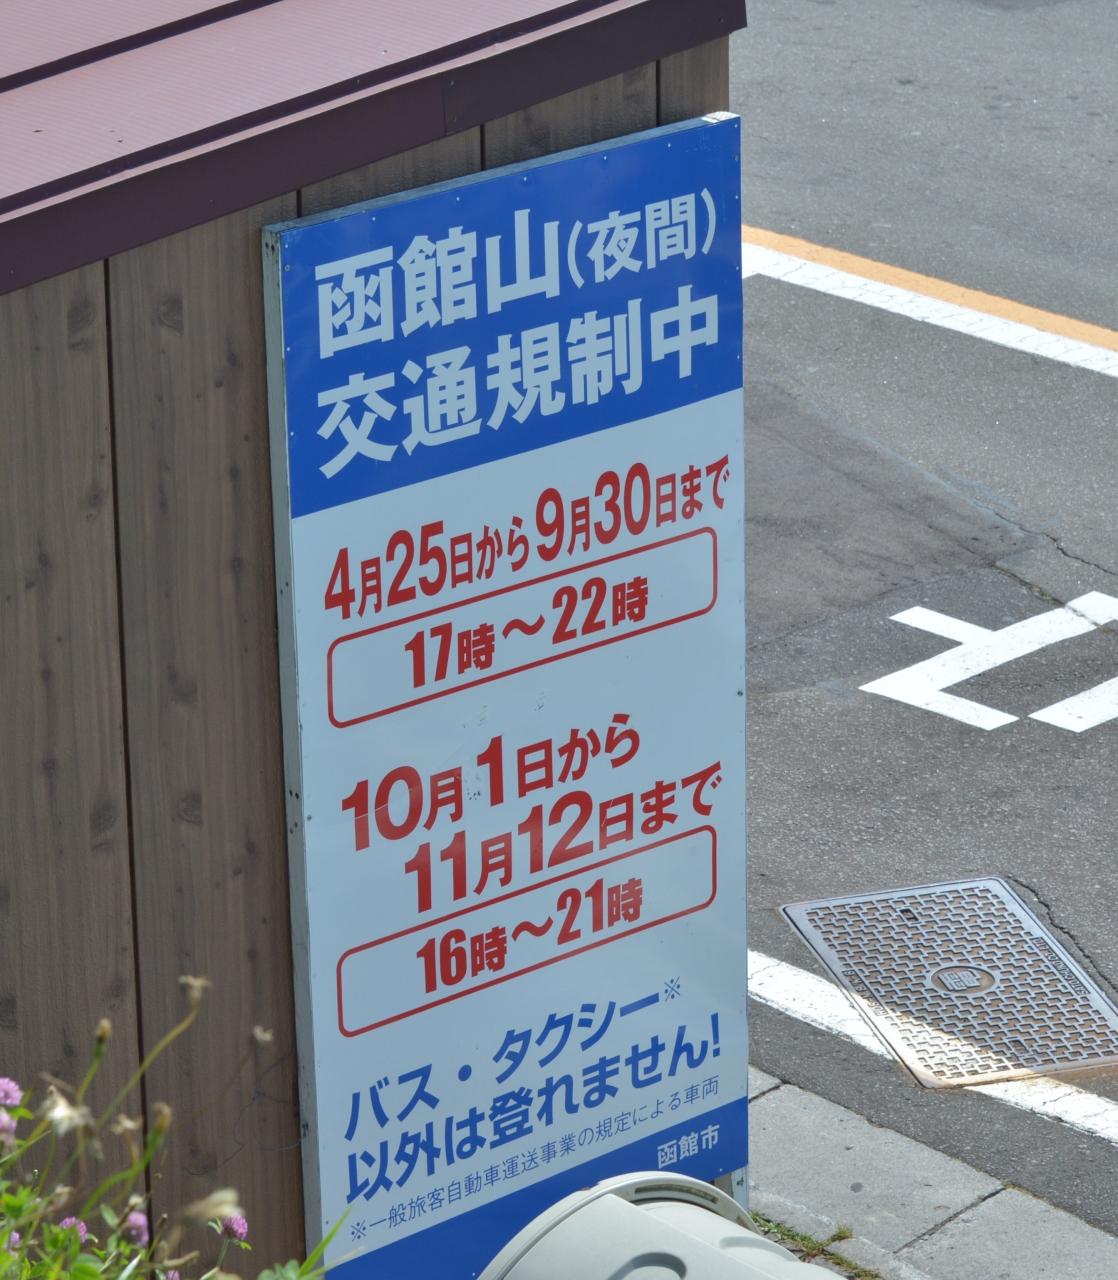 函館山(夜間)
交通規制中
4月25日から9月30日まで
17時〜22時
10月1日から
11月12日まで
16時〜21時
バス・タクシー※
以外は登れません!
※一般旅客自動車運送事業の規定による車両
函館市